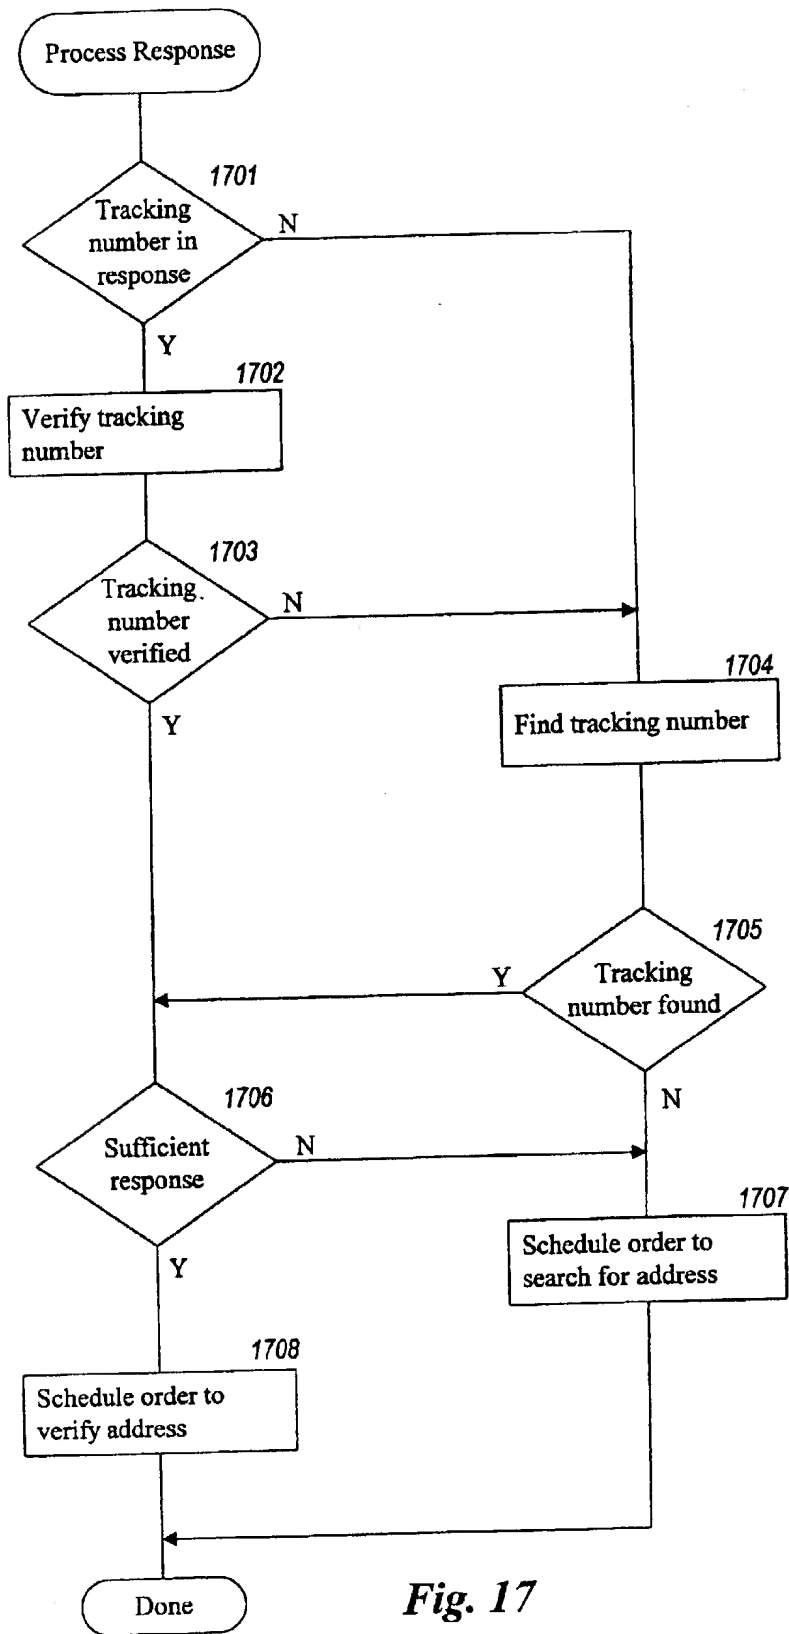 Process Response
1701
Tracking
number in
response
N
Y
1702
Verify tracking
number
1703
Tracking
number
verified
N
Y
1704
Find tracking number
1705
Tracking
number found
Y
N
1706
Sufficient
response
N
Y
1707
Schedule order to
search for address
1708
Schedule order to
verify address
Done
Fig. 17